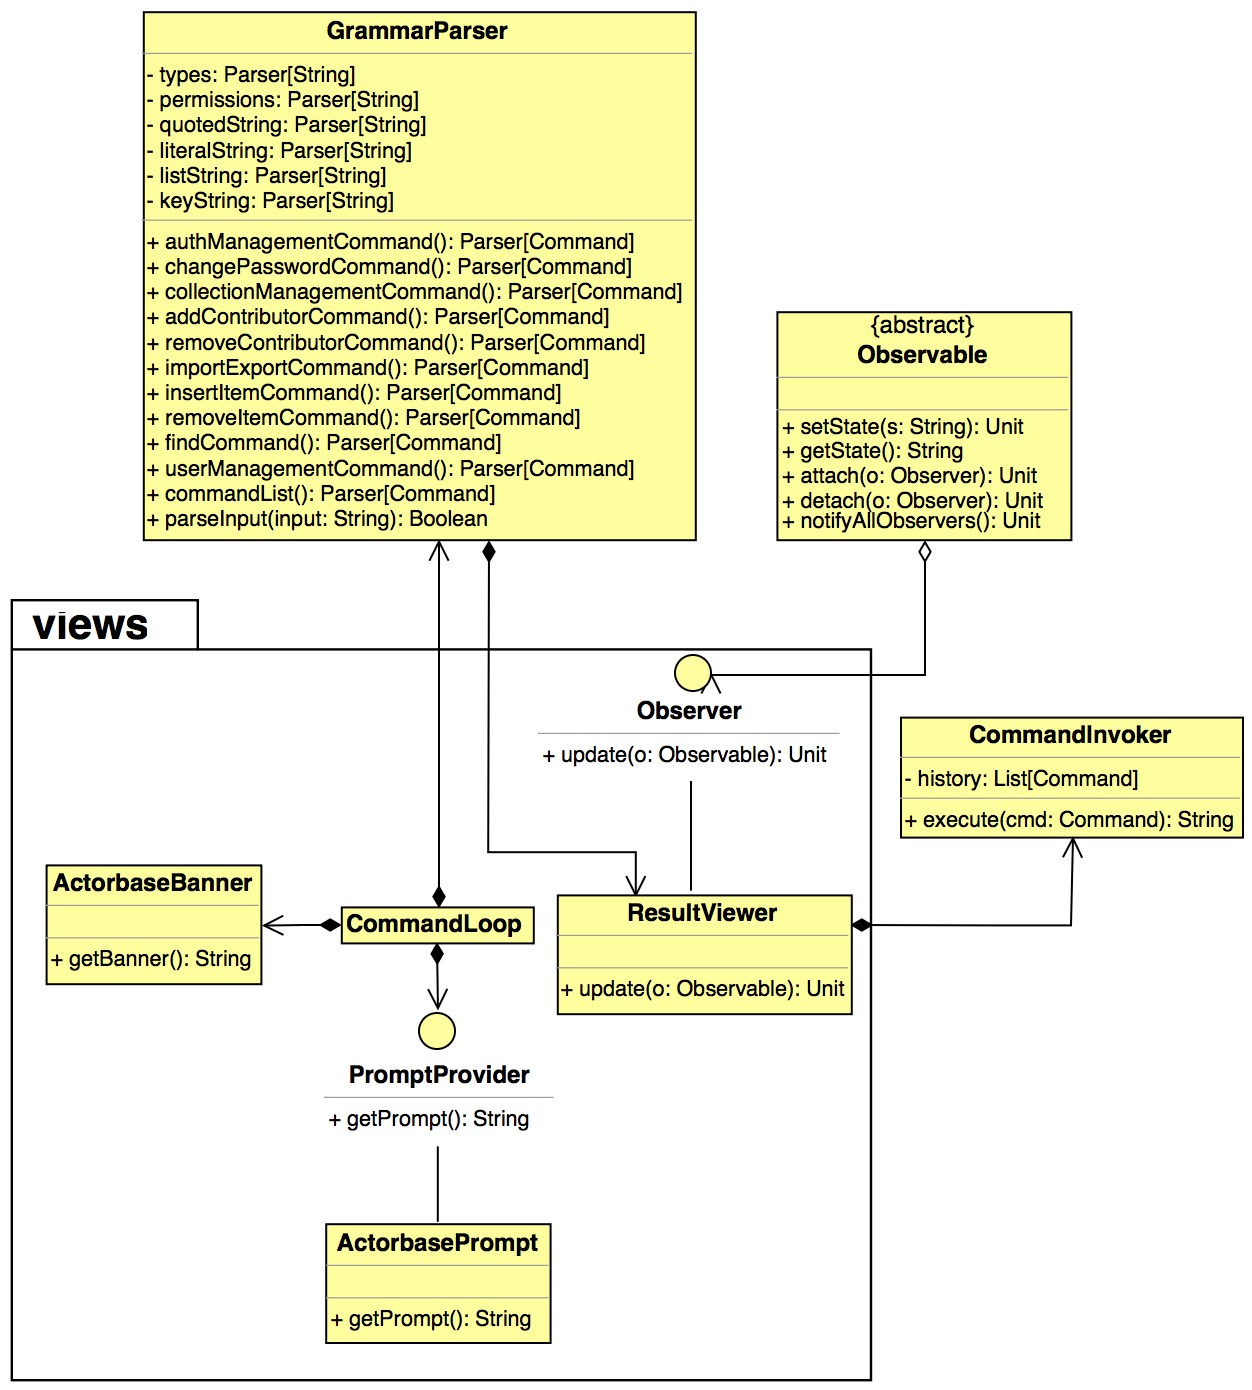 GrammarParser
- types: Parser[String]
- permissions: Parser[String]
- quotedString: Parser[String]
- literalString: Parser[String]
- listString: Parser[String]
- keyString: Parser[String]
+ authManagementCommand(): Parser[Command]
+ changePasswordCommand(): Parser[Command]
+ collectionManagementCommand(): Parser[Command]
+ addContributorCommand(): Parser[Command]
+ removeContributorCommand(): Parser[Command]
+ importExportCommand(): Parser[Command]
+ insertItemCommand(): Parser[Command]
+ removeItemCommand(): Parser[Command]
+ findCommand(): Parser[Command]
+ userManagementCommand(): Parser[Command]
+ commandList(): Parser[Command]
+ parseInput(input: String): Boolean
{abstract}
Observable
+ setState(s: String): Unit
+ getState(): String
+ attach(o: Observer): Unit
+ detach(o: Observer): Unit
+ notifyAllObservers(): Unit
views
Observer
+ update(o: Observable): Unit
CommandInvoker
- history: List[Command]
+ execute(cmd: Command): String
ActorbaseBanner
+ getBanner(): String
CommandLoop
ResultViewer
+ update(o: Observable): Unit
PromptProvider
+ getPrompt(): String
ActorbasePrompt
+ getPrompt(): String